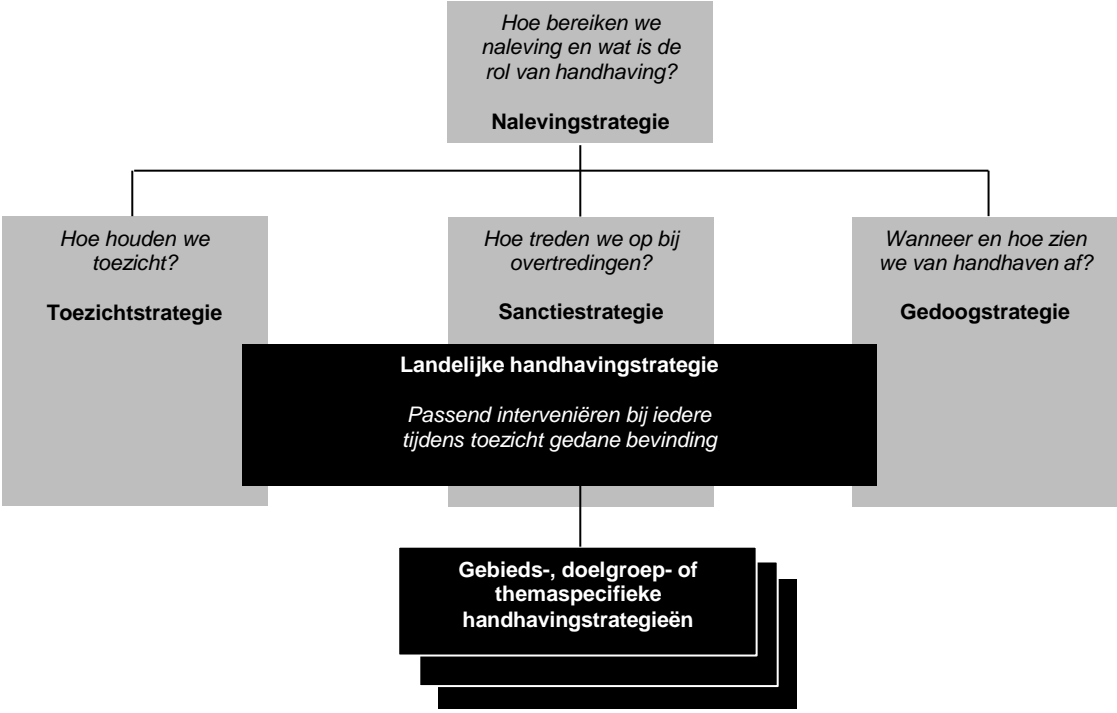 Hoe bereiken we
naleving en wat is de
rol van handhaving?
Nalevingstrategie
Hoe houden we
toezicht?
Toezichtstrategie
Hoe treden we op bij
overtredingen?
Sanctiestrategie
Wanneer en hoe zien
we van handhaven af?
Gedoogstrategie
Landelijke handhavingstrategie
Passend interveniëren bij iedere
tijdens toezicht gedane bevinding
Gebieds-, doelgroep- of
themaspecifieke
handhavingstrategieën